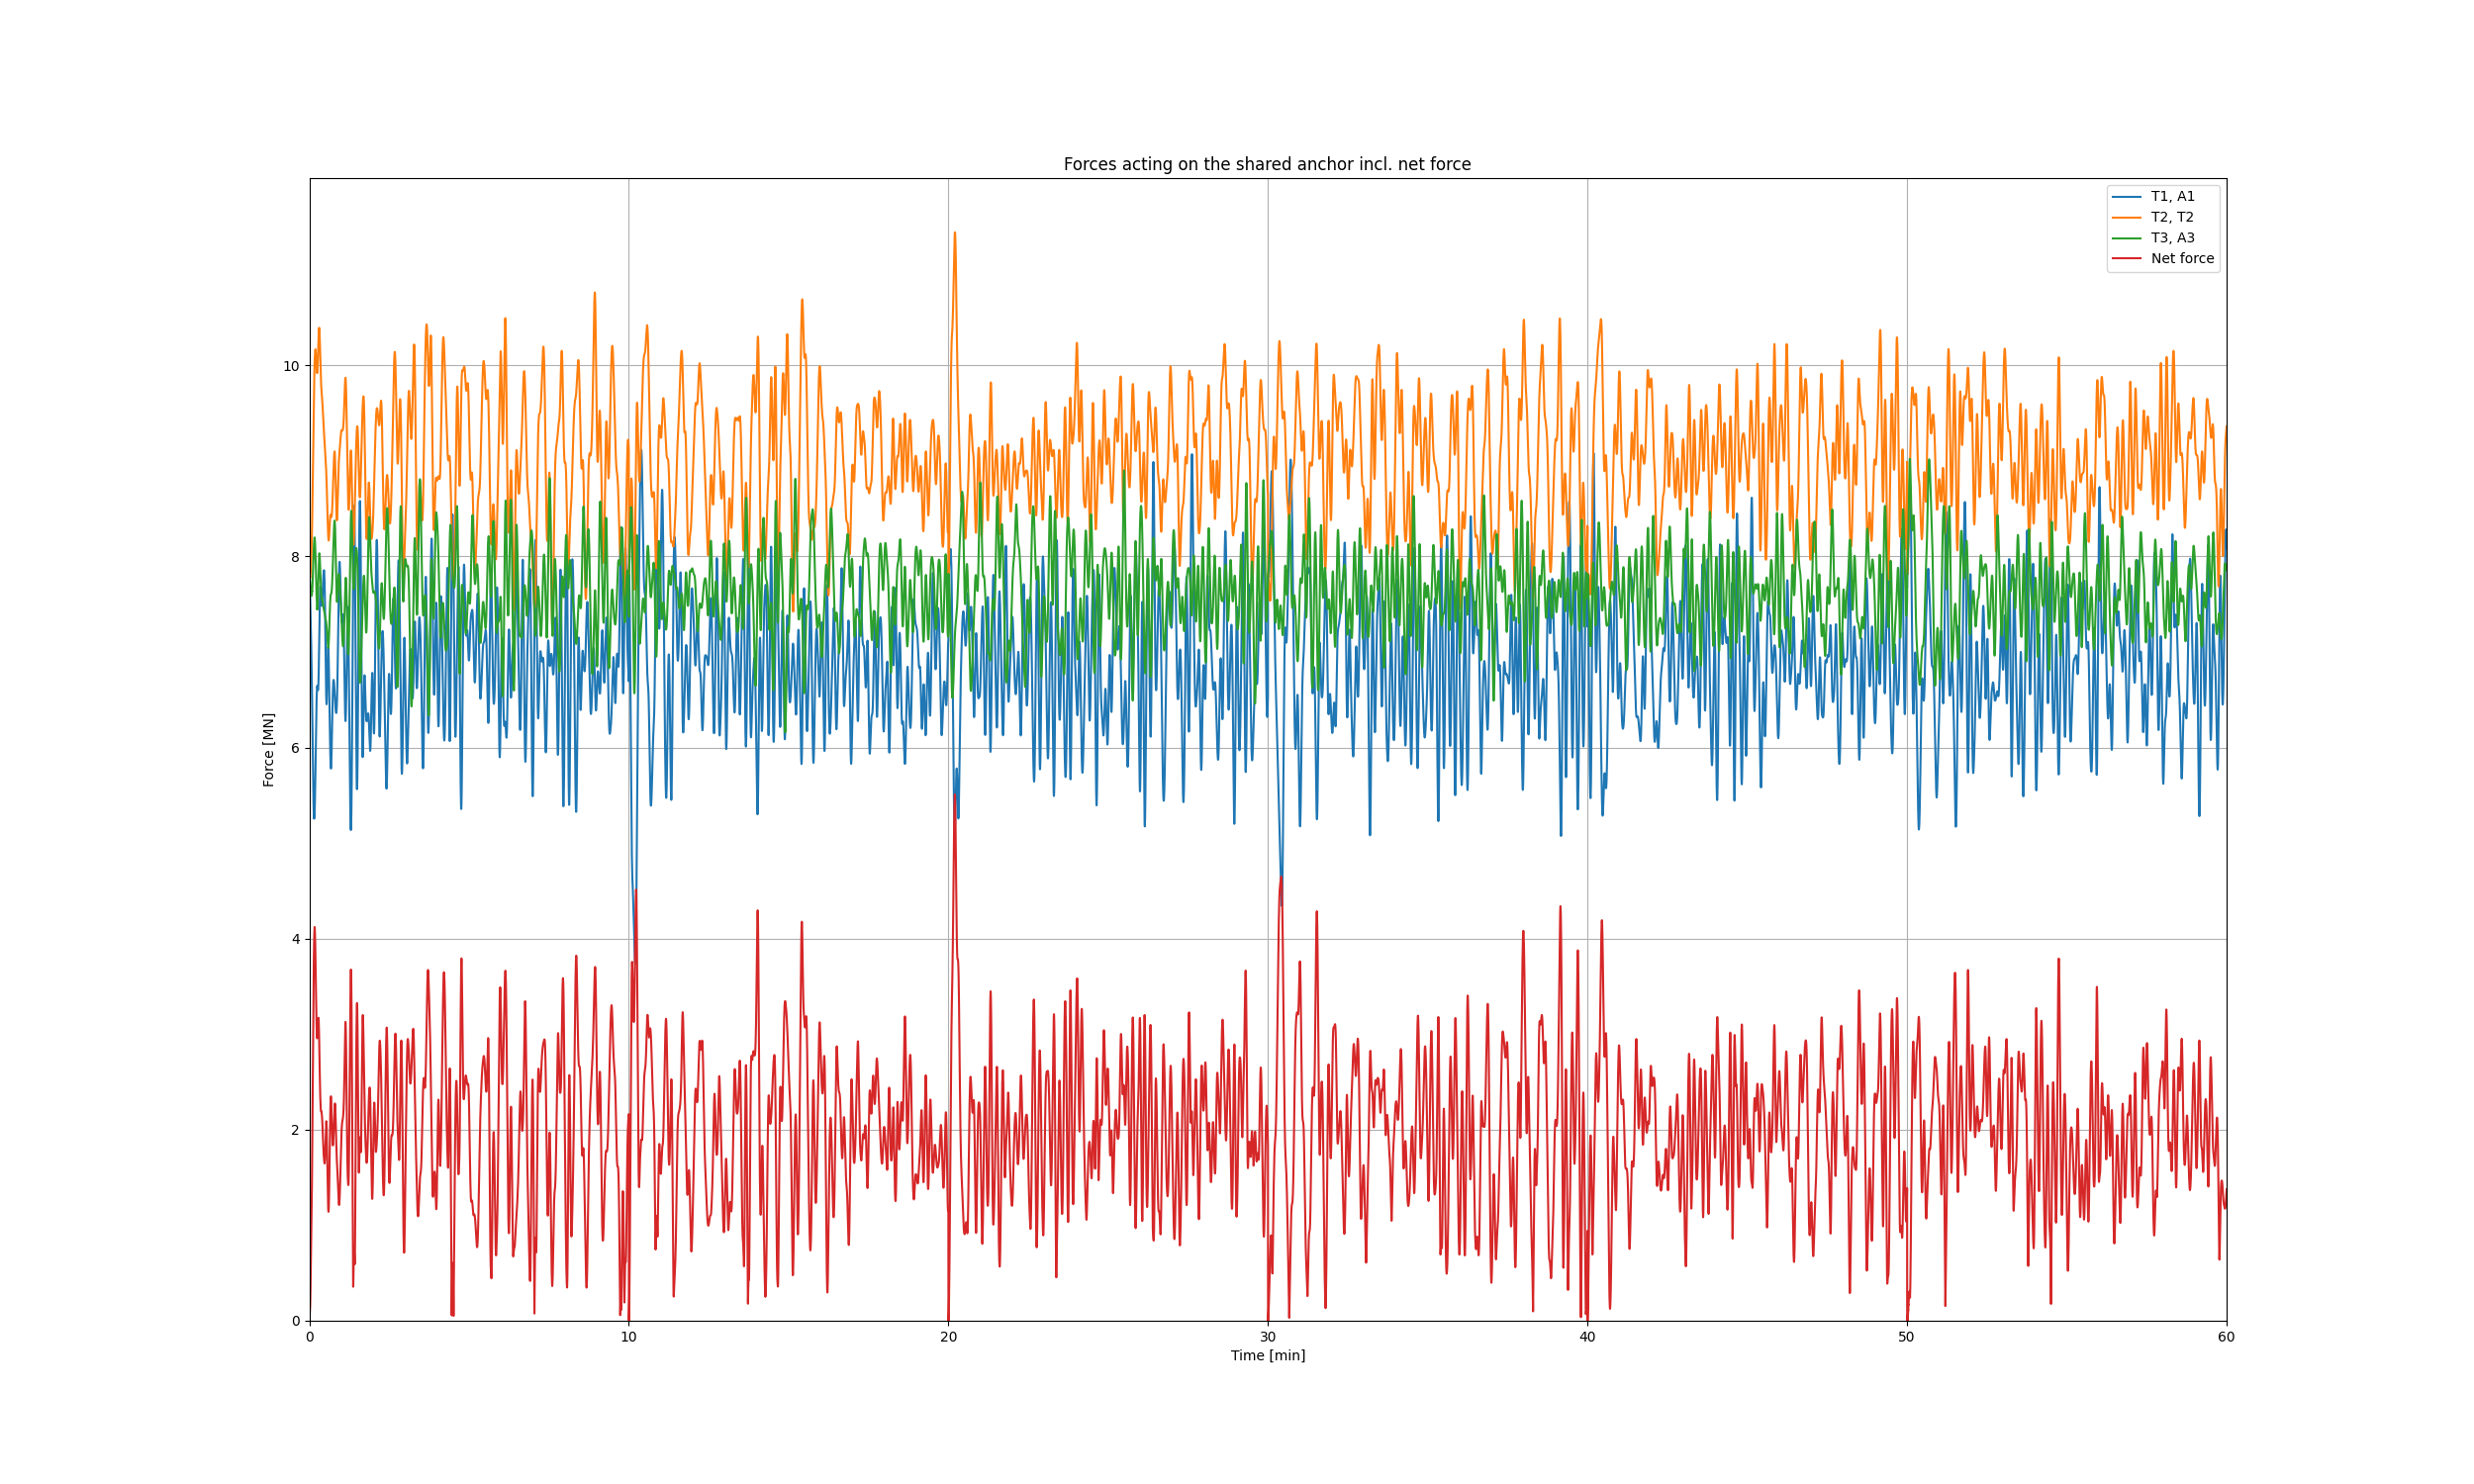 Forces acting on the shared anchor incl. net force
T1, A1
T2, T2
T3, A3
Net force
10
8
6
4
2
0
Force [MN]
0 10 20 30 40 50 60
Time [min]